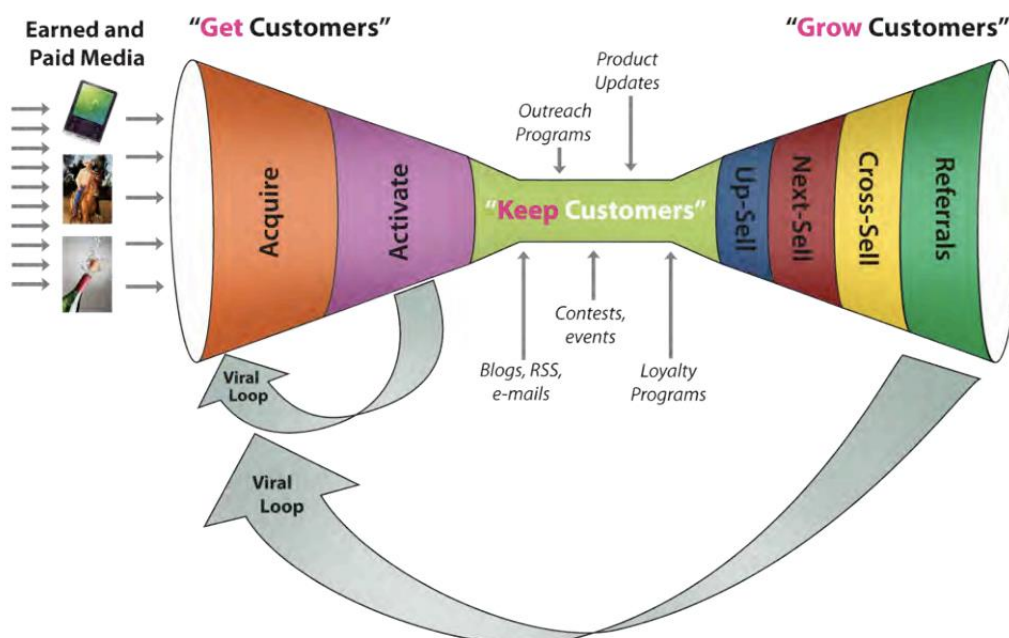 Earned and
Paid Media
"Get Customers"
"Grow Customers"
Product
Updates
Outreach
Programs
Acquire
Activate
"Keep Customers"
Up-Sell
Next-Sell
Cross-Sell
Referrals
Contests,
events
Blogs, RSS,
e-mails
Loyalty
Programs
Viral
Loop
Viral
Loop